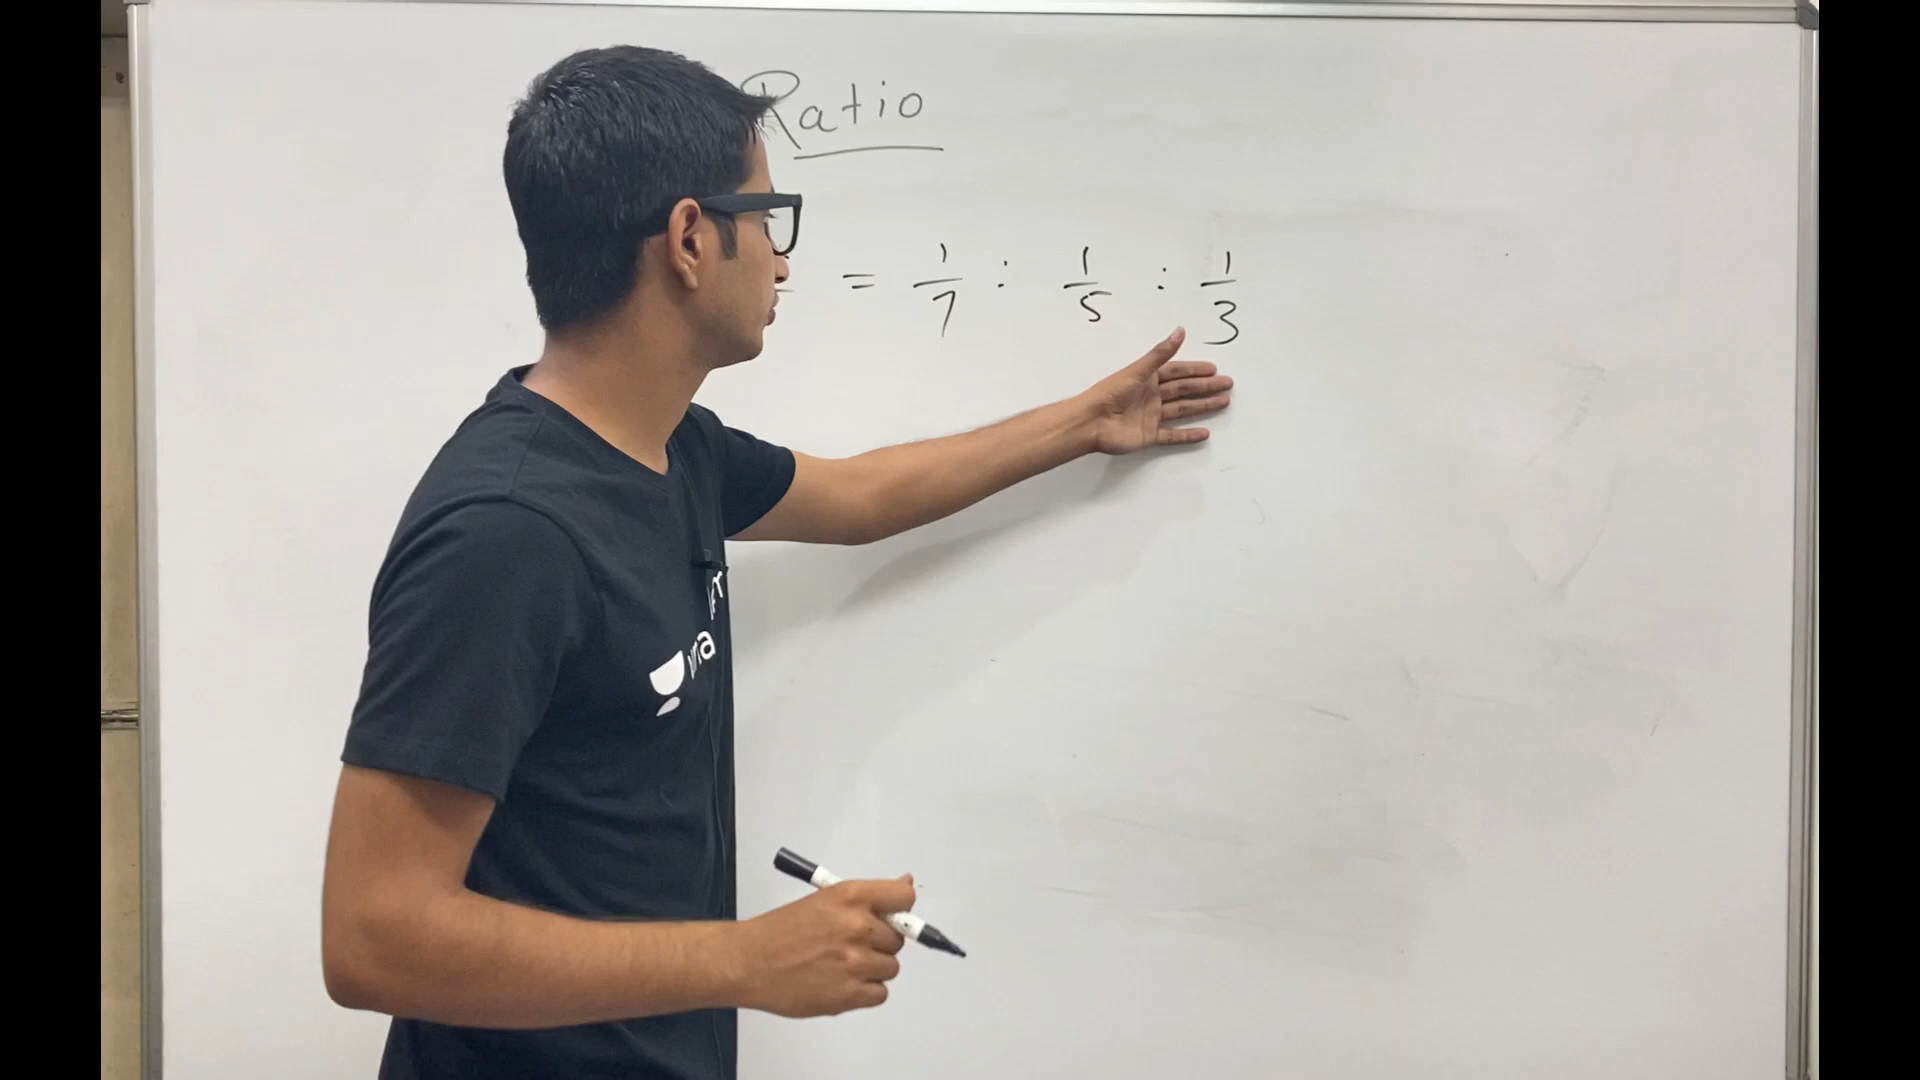 Ratio
= 1/7 : 1/5 : 1/3